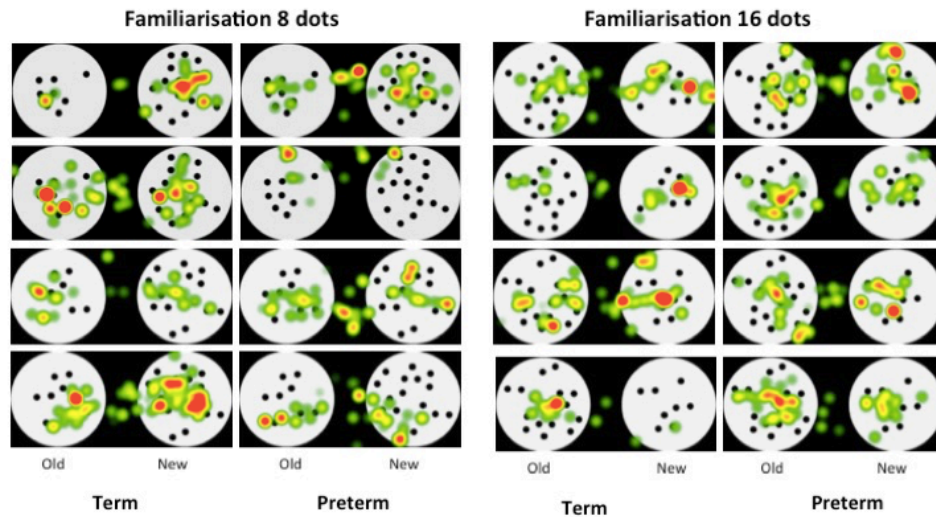 Familiarisation 8 dots
Familiarisation 16 dots
Old New Old New
Old New Old New
Term Preterm
Term Preterm